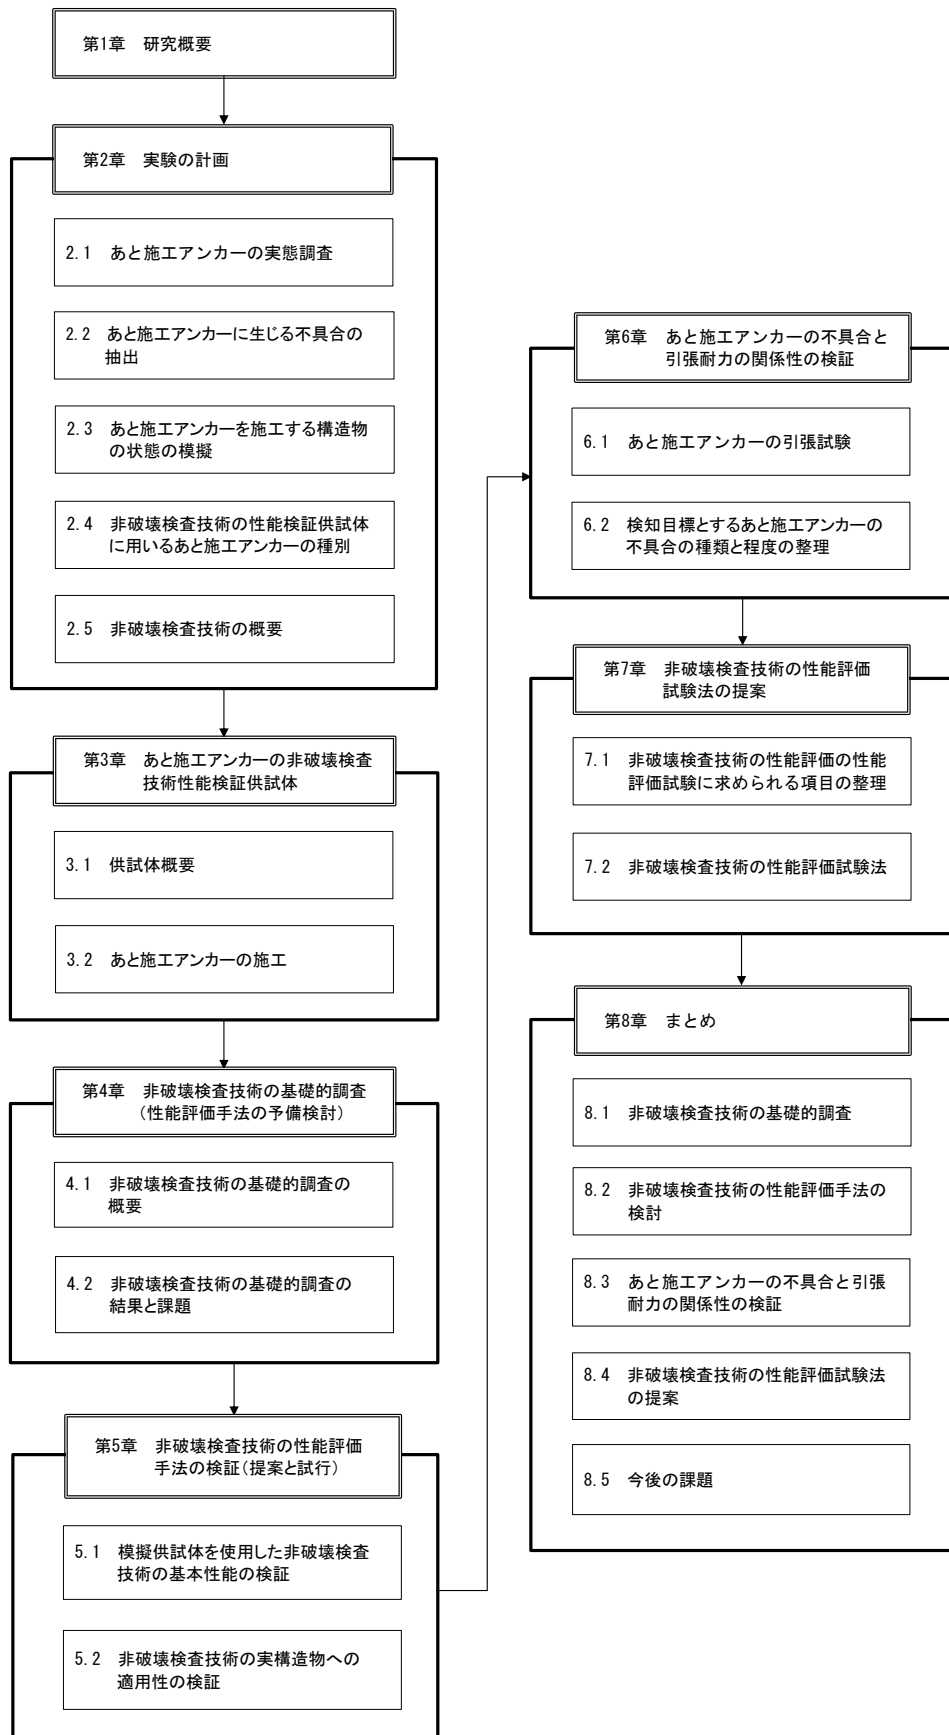 第1章 研究概要
第2章 実験の計画
2.1 あと施工アンカーの実態調査
2.2 あと施工アンカーに生じる不具合の
抽出
2.3 あと施工アンカーを施工する構造物
の状態の模擬
2.4 非破壊検査技術の性能検証供試体
に用いるあと施工アンカーの種別
2.5 非破壊検査技術の概要
第3章 あと施工アンカーの非破壊検査
技術性能検証供試体
3.1 供試体概要
3.2 あと施工アンカーの施工
第4章 非破壊検査技術の基礎的調査
(性能評価手法の予備検討)
4.1 非破壊検査技術の基礎的調査の
概要
4.2 非破壊検査技術の基礎的調査の
結果と課題
第5章 非破壊検査技術の性能評価
手法の検証(提案と試行)
5.1 模擬供試体を使用した非破壊検査
技術の基本性能の検証
5.2 非破壊検査技術の実構造物への
適用性の検証
第6章 あと施工アンカーの不具合と
引張耐力の関係性の検証
6.1 あと施工アンカーの引張試験
6.2 検知目標とするあと施工アンカーの
不具合の種類と程度の整理
第7章 非破壊検査技術の性能評価
試験法の提案
7.1 非破壊検査技術の性能評価の性能
評価試験に求められる項目の整理
7.2 非破壊検査技術の性能評価試験法
第8章 まとめ
8.1 非破壊検査技術の基礎的調査
8.2 非破壊検査技術の性能評価手法の
検討
8.3 あと施工アンカーの不具合と引張
耐力の関係性の検証
8.4 非破壊検査技術の性能評価試験法
の提案
8.5 今後の課題